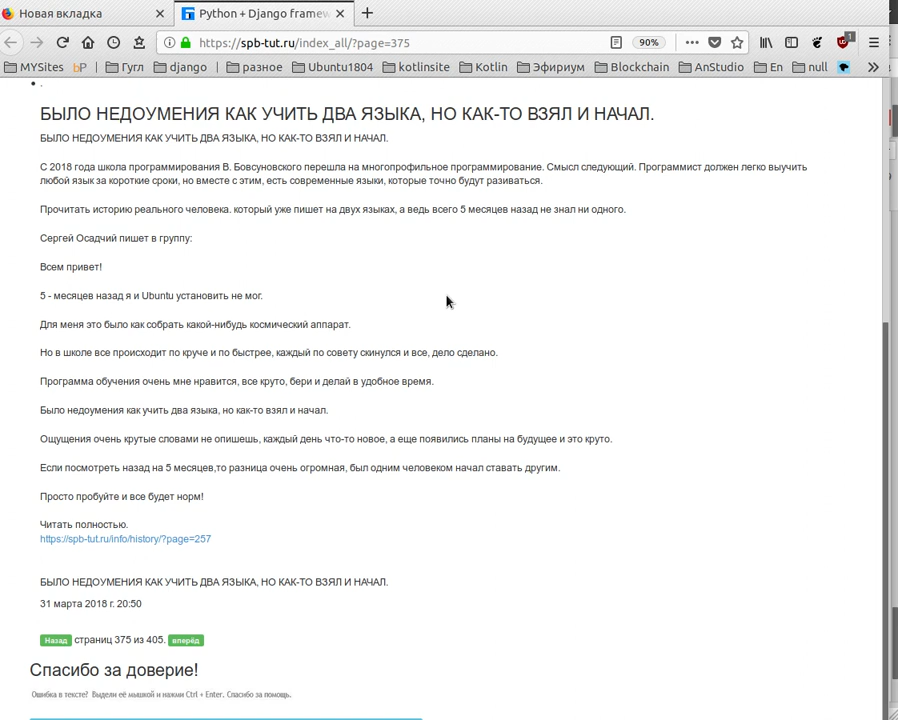 Новая вкладка
Python + Django framew
https://spb-tut.ru/index_all/?page=375
90%
1
MYSites
bP
Гугл
django
разное
Ubuntu1804
kotlinsite
Kotlin
Эфириум
Blockchain
AnStudio
En
null
БЫЛО НЕДОУМЕНИЯ КАК УЧИТЬ ДВА ЯЗЫКА, НО КАК-ТО ВЗЯЛ И НАЧАЛ.
БЫЛО НЕДОУМЕНИЯ КАК УЧИТЬ ДВА ЯЗЫКА, НО КАК-ТО ВЗЯЛ И НАЧАЛ.
С 2018 года школа программирования В. Бовсуновского перешла на многопрофильное программирование. Смысл следующий. Программист должен легко выучить
любой язык за короткие сроки, но вместе с этим, есть современные языки, которые точно будут разиваться.
Прочитать историю реального человека. который уже пишет на двух языках, а ведь всего 5 месяцев назад не знал ни одного.
Сергей Осадчий пишет в группу:
Всем привет!
5 - месяцев назад я и Ubuntu установить не мог.
Для меня это было как собрать какой-нибудь космический аппарат.
Но в школе все происходит по круче и по быстрее, каждый по совету скинулся и все, дело сделано.
Программа обучения очень мне нравится, все круто, бери и делай в удобное время.
Было недоумения как учить два языка, но как-то взял и начал.
Ощущения очень крутые словами не опишешь, каждый день что-то новое, а еще появились планы на будущее и это круто.
Если посмотреть назад на 5 месяцев,то разница очень огромная, был одним человеком начал ставать другим.
Просто пробуйте и все будет норм!
Читать полностью.
https://spb-tut.ru/info/history/?page=257
БЫЛО НЕДОУМЕНИЯ КАК УЧИТЬ ДВА ЯЗЫКА, НО КАК-ТО ВЗЯЛ И НАЧАЛ.
31 марта 2018 г. 20:50
Назад страниц 375 из 405. вперёд
Спасибо за доверие!
Ошибка в тексте? Выдели её мышкой и нажми Ctrl + Enter. Спасибо за помощь.